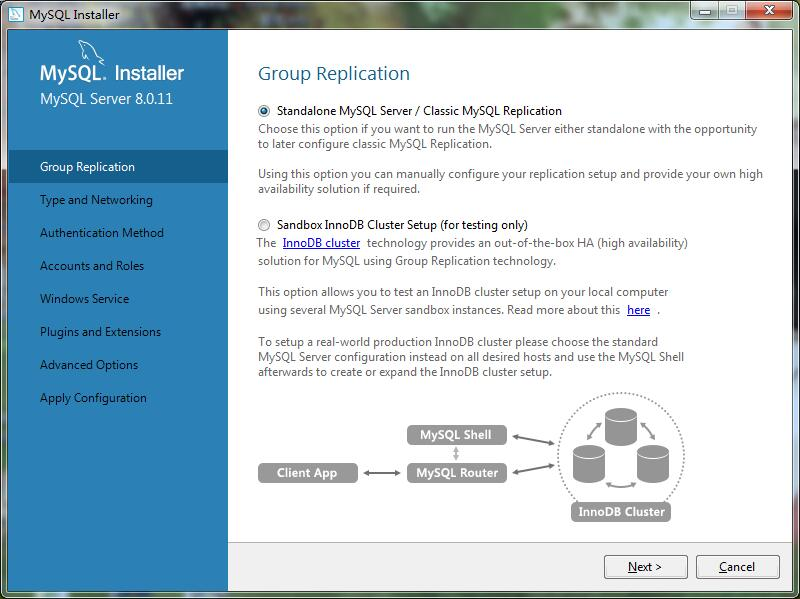 MySQL Installer
MySQL. Installer
MySQL Server 8.0.11
Group Replication
Type and Networking
Authentication Method
Accounts and Roles
Windows Service
Plugins and Extensions
Advanced Options
Apply Configuration
Group Replication
Standalone MySQL Server / Classic MySQL Replication
Choose this option if you want to run the MySQL Server either standalone with the opportunity
to later configure classic MySQL Replication.
Using this option you can manually configure your replication setup and provide your own high
availability solution if required.
Sandbox InnoDB Cluster Setup (for testing only)
The InnoDB cluster technology provides an out-of-the-box HA (high availability)
solution for MySQL using Group Replication technology.
This option allows you to test an InnoDB cluster setup on your local computer
using several MySQL Server sandbox instances. Read more about this here .
To setup a real-world production InnoDB cluster please choose the standard
MySQL Server configuration instead on all desired hosts and use the MySQL Shell
afterwards to create or expand the InnoDB cluster setup.
MySQL Shell
Client App
MySQL Router
InnoDB Cluster
Next >
Cancel